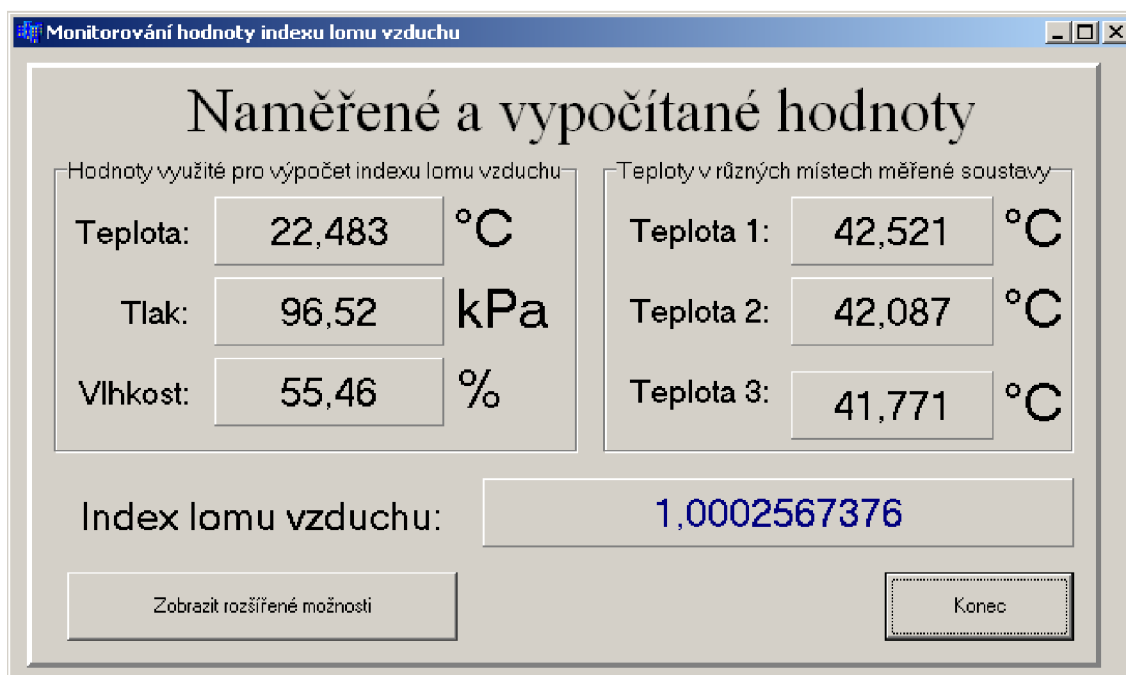 Monitorování hodnoty indexu lomu vzduchu
Naměřené a vypočítané hodnoty
Hodnoty využité pro výpočet indexu lomu vzduchu
Teplota: 22,483 °C
Tlak: 96,52 kPa
Vlhkost: 55,46 %
Teploty v různých místech měřené soustavy
Teplota 1: 42,521 °C
Teplota 2: 42,087 °C
Teplota 3: 41,771 °C
Index lomu vzduchu: 1,0002567376
Zobrazit rozšířené možnosti
Konec